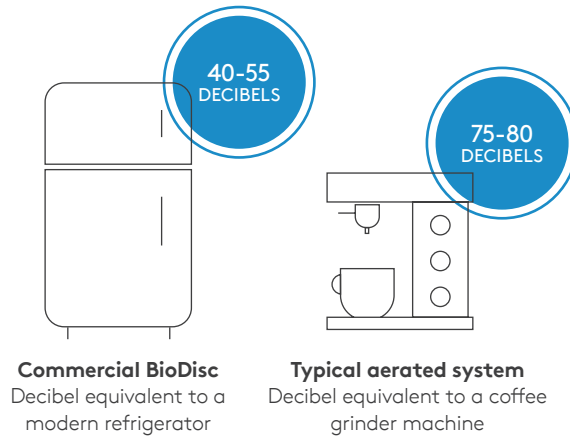 40-55
DECIBELS
75-80
DECIBELS
Commercial BioDisc
Decibel equivalent to a
modern refrigerator
Typical aerated system
Decibel equivalent to a coffee
grinder machine